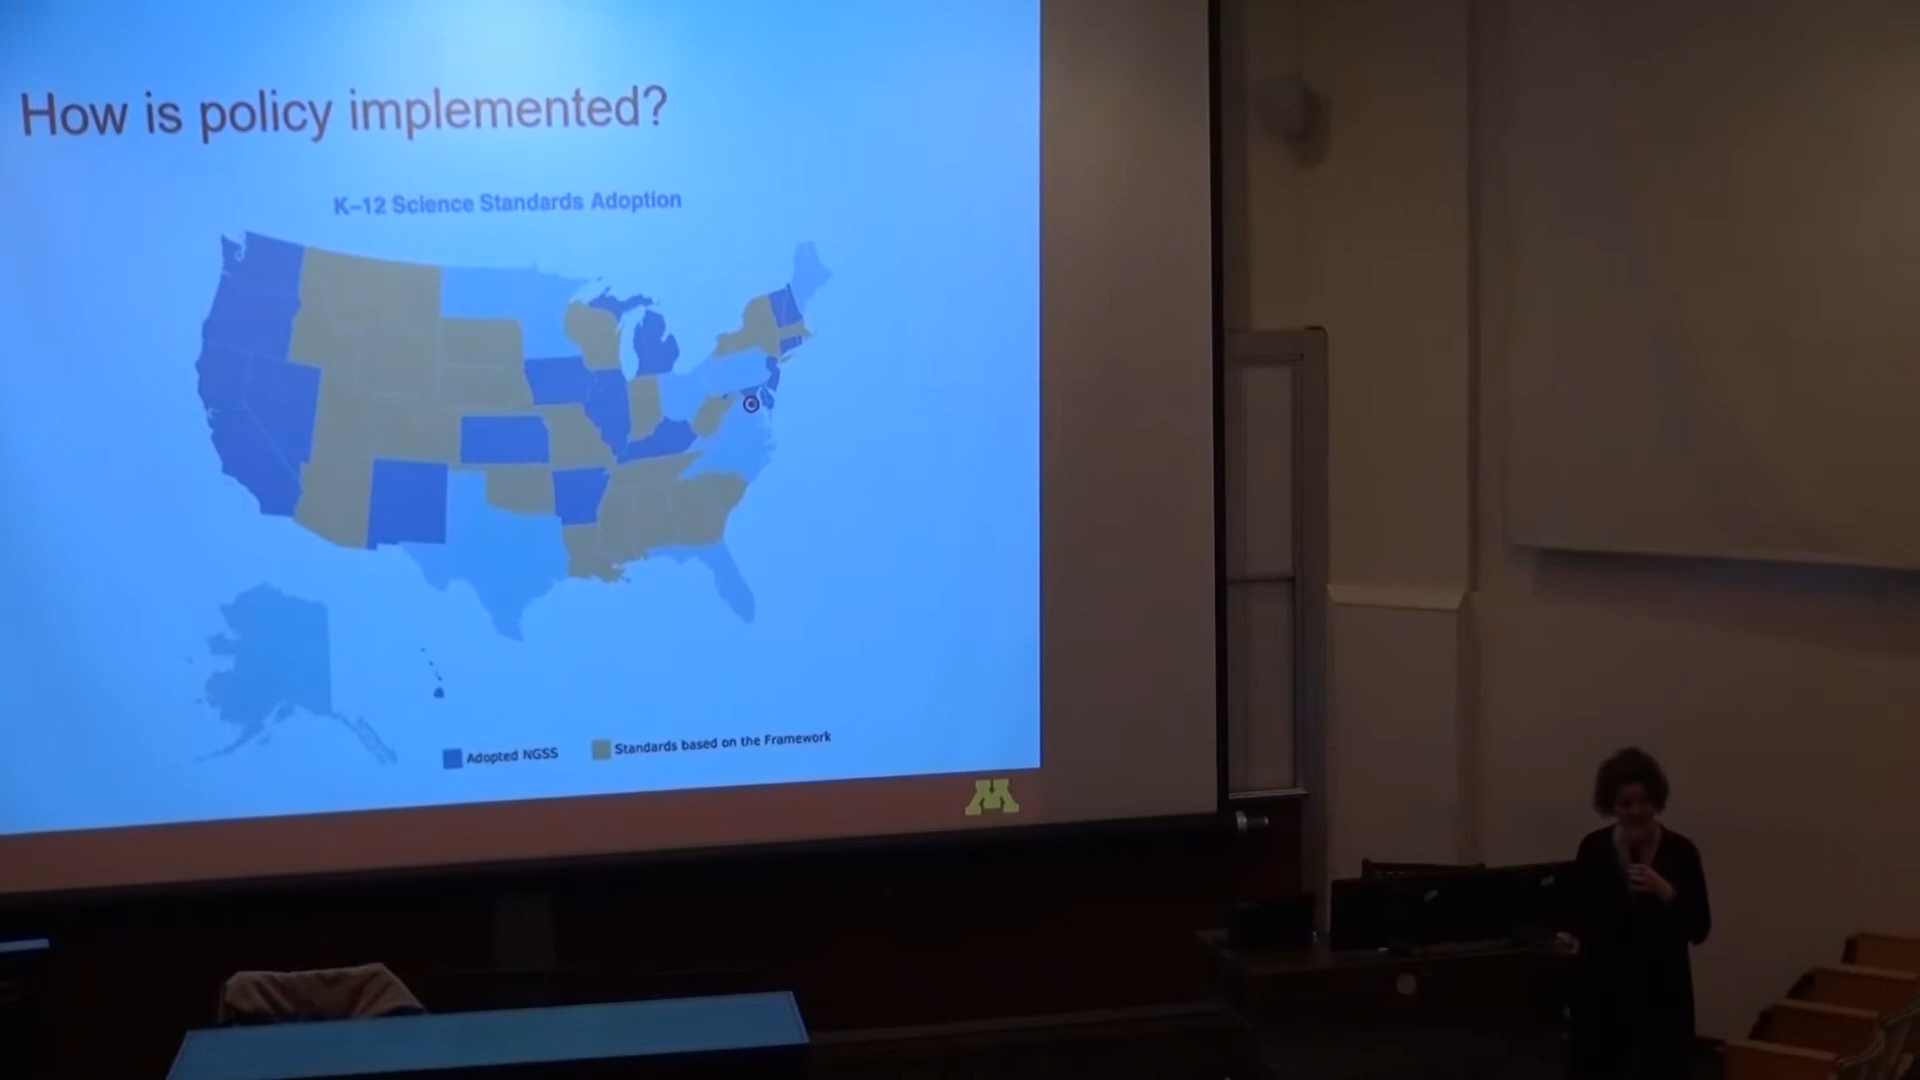 How is policy implemented?
K–12 Science Standards Adoption
Adopted NGSS
Standards based on the Framework
M